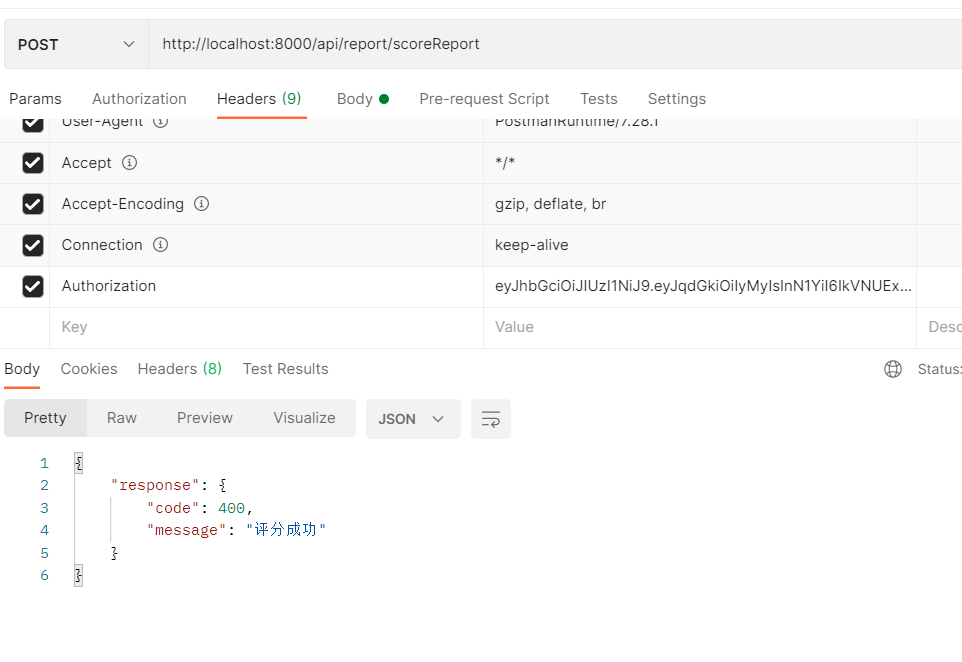 POST http://localhost:8000/api/report/scoreReport
Params Authorization Headers (9) Body Pre-request Script Tests Settings
User-Agent PostmanRuntime/7.28.1
Accept */*
Accept-Encoding gzip, deflate, br
Connection keep-alive
Authorization eyJhbGciOiJIUzI1NiJ9.eyJqdGkiOiIyMyIsInN1YiI6IkVNUEx...
Key Value Desc
Body Cookies Headers (8) Test Results Status:
Pretty Raw Preview Visualize JSON
1 {
2 "response": {
3 "code": 400,
4 "message": "评分成功"
5 }
6 }